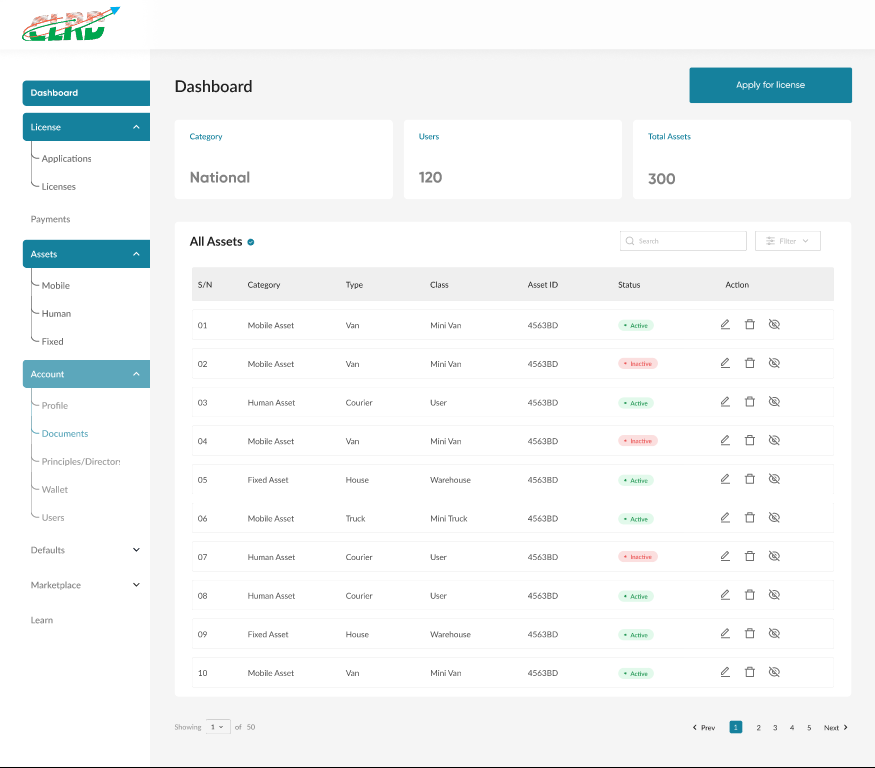 CLRD
Dashboard
License
Applications
Licenses
Payments
Assets
Mobile
Human
Fixed
Account
Profile
Documents
Principles/Director
Wallet
Users
Defaults
Marketplace
Learn
Dashboard
Apply for license
Category
National
Users
120
Total Assets
300
All Assets
Search
Filter
S/N Category Type Class Asset ID Status Action
01 Mobile Asset Van Mini Van 4563BD Active
02 Mobile Asset Van Mini Van 4563BD Inactive
03 Human Asset Courier User 4563BD Active
04 Mobile Asset Van Mini Van 4563BD Inactive
05 Fixed Asset House Warehouse 4563BD Active
06 Mobile Asset Truck Mini Truck 4563BD Active
07 Human Asset Courier User 4563BD Inactive
08 Human Asset Courier User 4563BD Active
09 Fixed Asset House Warehouse 4563BD Active
10 Mobile Asset Van Mini Van 4563BD Active
Showing 1 of 50
Prev 1 2 3 4 5 Next